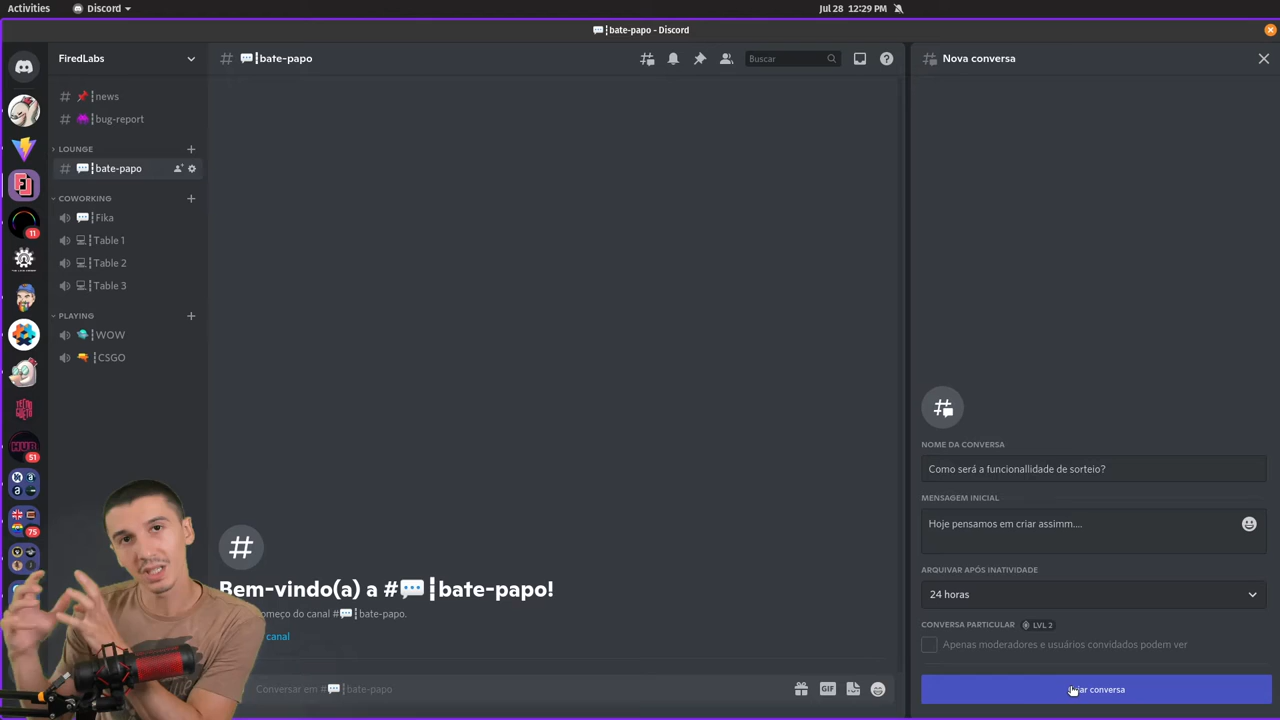 Activities
Discord
Jul 28 12:29 PM
💬┇bate-papo - Discord
FiredLabs
# 📌┇news
# ┇bug-report
LOUNGE
# 💬┇bate-papo
COWORKING
💬┇Fika
┇Table 1
┇Table 2
┇Table 3
PLAYING
┇WOW
┇CSGO
11
51
75
# 💬┇bate-papo
Buscar
Bem-vindo(a) a #💬┇bate-papo!
começo do canal #💬┇bate-papo.
canal
Conversar em #💬┇bate-papo
GIF
Nova conversa
NOME DA CONVERSA
Como será a funcionallidade de sorteio?
MENSAGEM INICIAL
Hoje pensamos em criar assimm....
ARQUIVAR APÓS INATIVIDADE
24 horas
CONVERSA PARTICULAR LVL 2
Apenas moderadores e usuários convidados podem ver
conversa